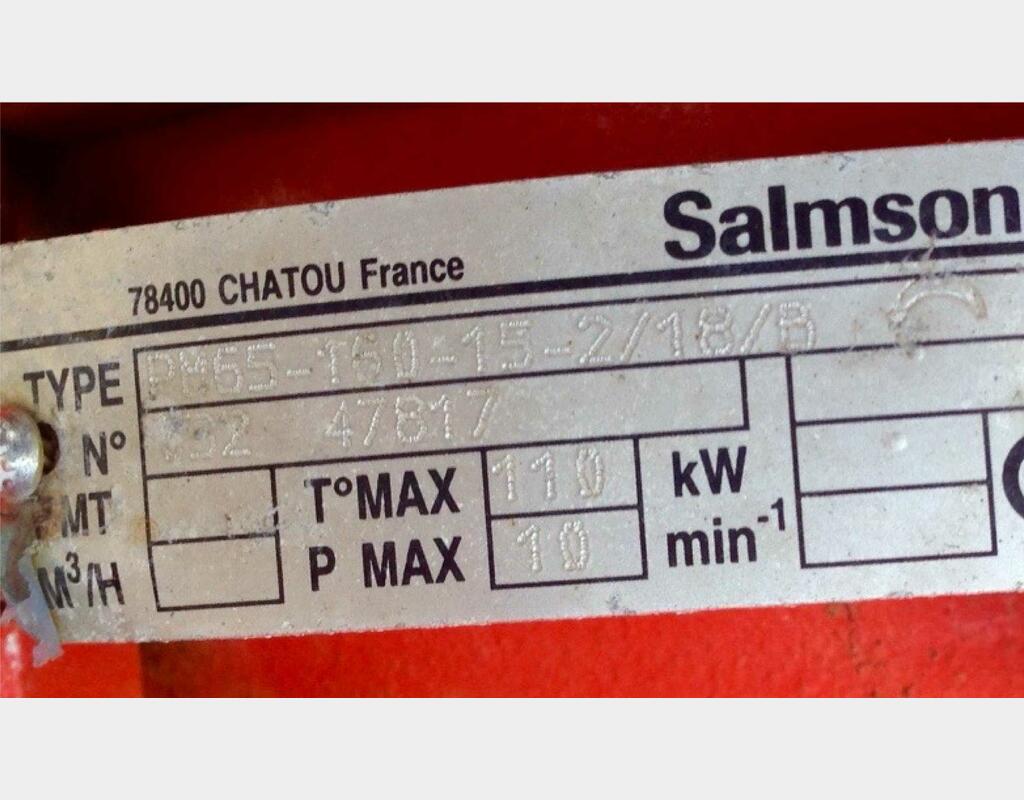 Salmson
78400 CHATOU France
TYPE PM65-160-15-2/18/B
N° 47817
T°MAX 110 kW
P MAX 10 min-1
M³/H